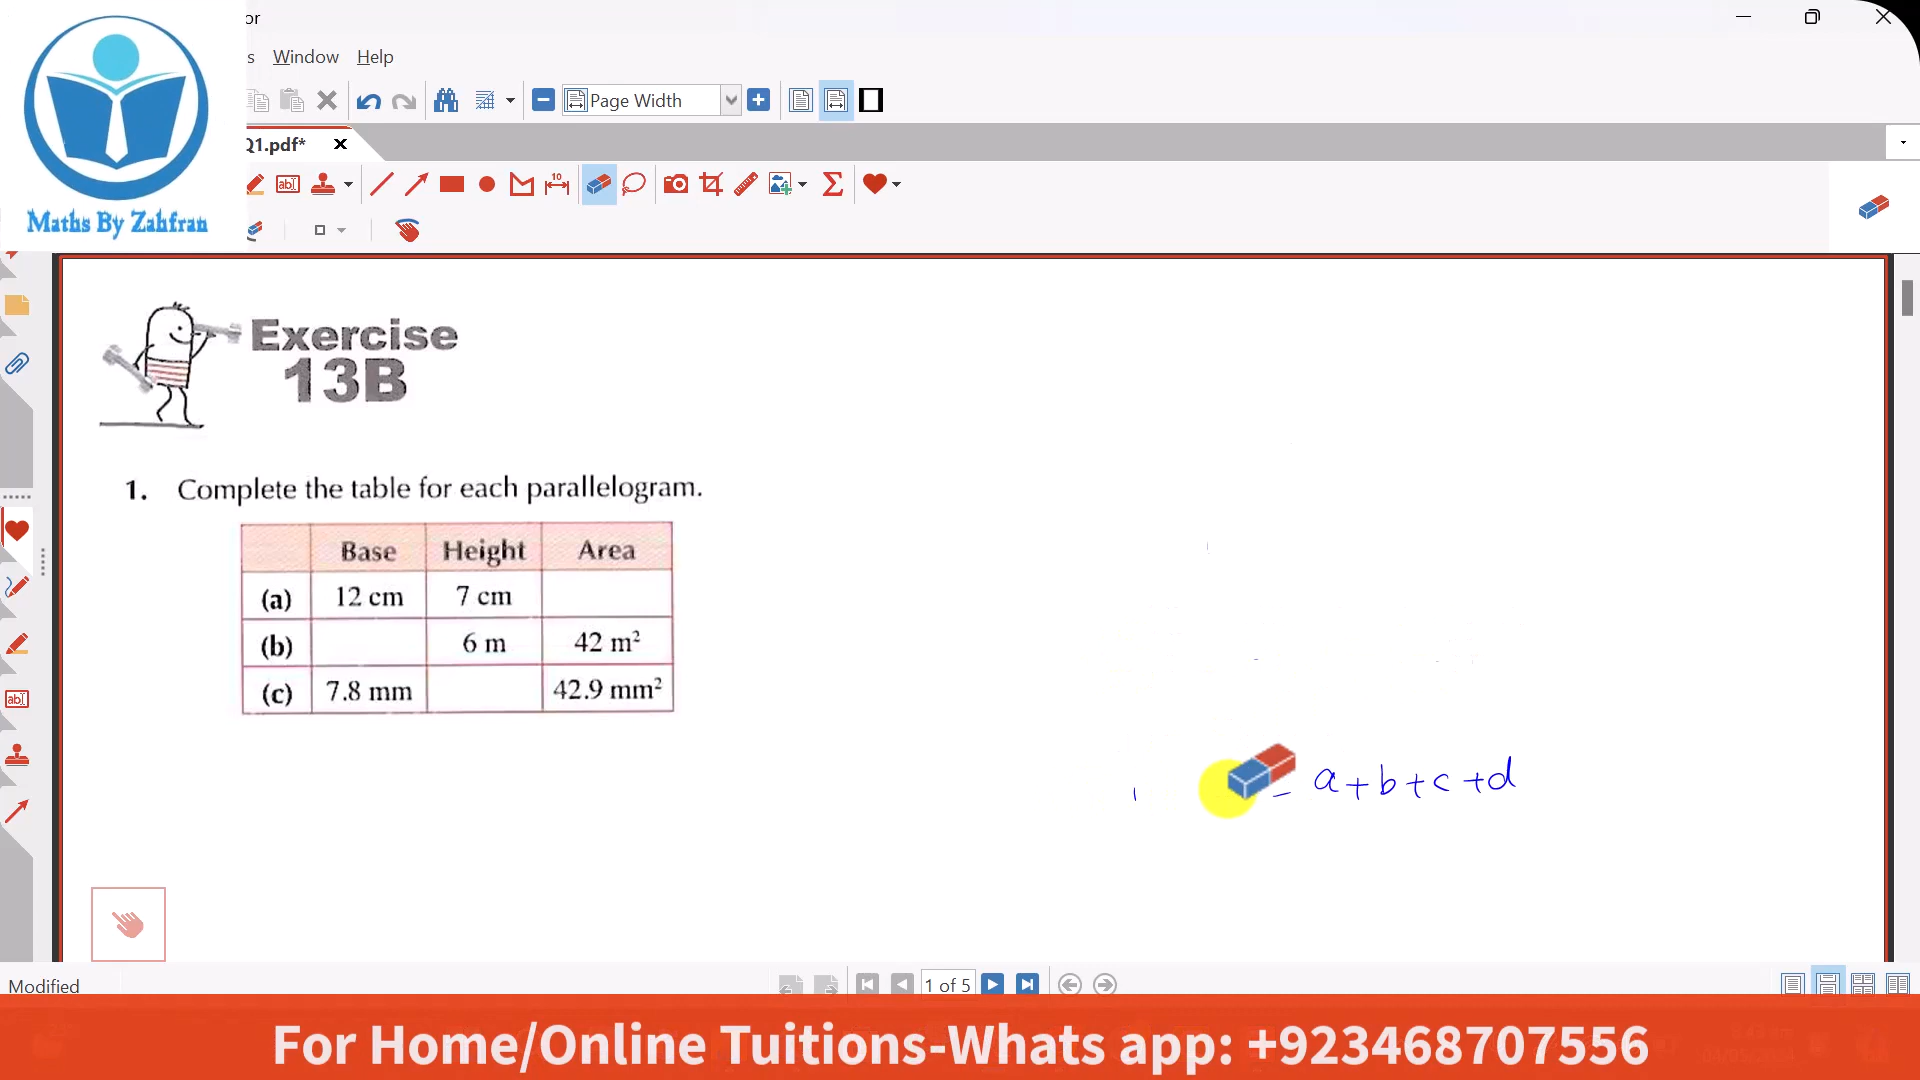 or
s Window Help
Page Width
Q1.pdf*
Maths By Zahfran
Exercise
13B
1. Complete the table for each parallelogram.
Base Height Area
(a) 12 cm 7 cm
(b) 6 m 42 m²
(c) 7.8 mm 42.9 mm²
= a+b+c+d
Modified
1 of 5
For Home/Online Tuitions-Whats app: +923468707556